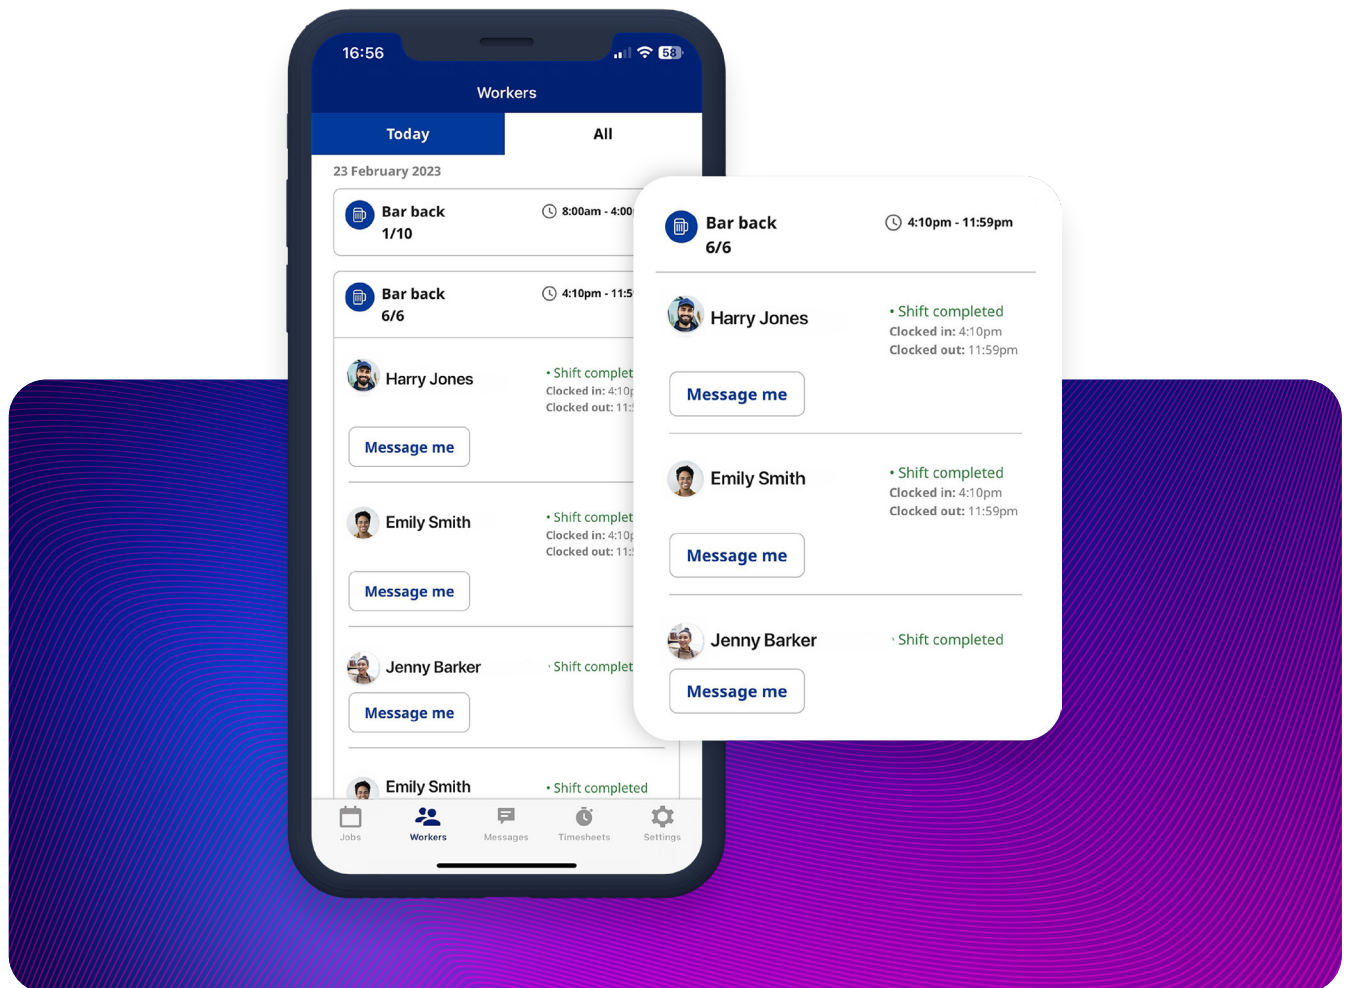 16:56
58
Workers
Today
All
23 February 2023
Bar back
8:00am - 4:00
1/10
Bar back
4:10pm - 11:5
6/6
Harry Jones
• Shift complet
Clocked in: 4:10p
Clocked out: 11:
Message me
Emily Smith
• Shift complet
Clocked in: 4:10p
Clocked out: 11:
Message me
Jenny Barker
Shift complet
Message me
Emily Smith
• Shift completed
Jobs
Workers
Messages
Timesheets
Settings
Bar back
4:10pm - 11:59pm
6/6
Harry Jones
• Shift completed
Clocked in: 4:10pm
Clocked out: 11:59pm
Message me
Emily Smith
• Shift completed
Clocked in: 4:10pm
Clocked out: 11:59pm
Message me
Jenny Barker
Shift completed
Message me